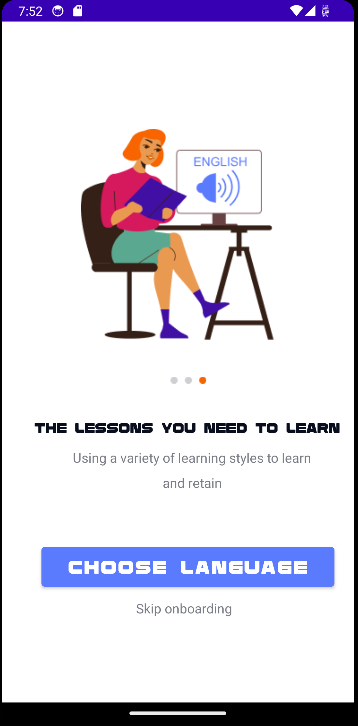 7:52
ENGLISH
THE LESSONS YOU NEED TO LEARN
Using a variety of learning styles to learn
and retain
CHOOSE LANGUAGE
Skip onboarding